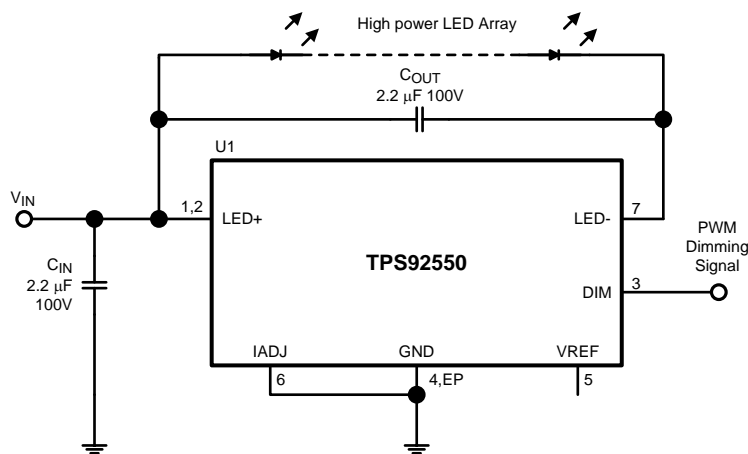 High power LED Array
COUT
2.2 μF 100V
U1
VIN
1,2
LED+
LED-
7
PWM
Dimming
Signal
CIN
2.2 μF
100V
TPS92550
DIM
3
IADJ
GND
VREF
6
4,EP
5